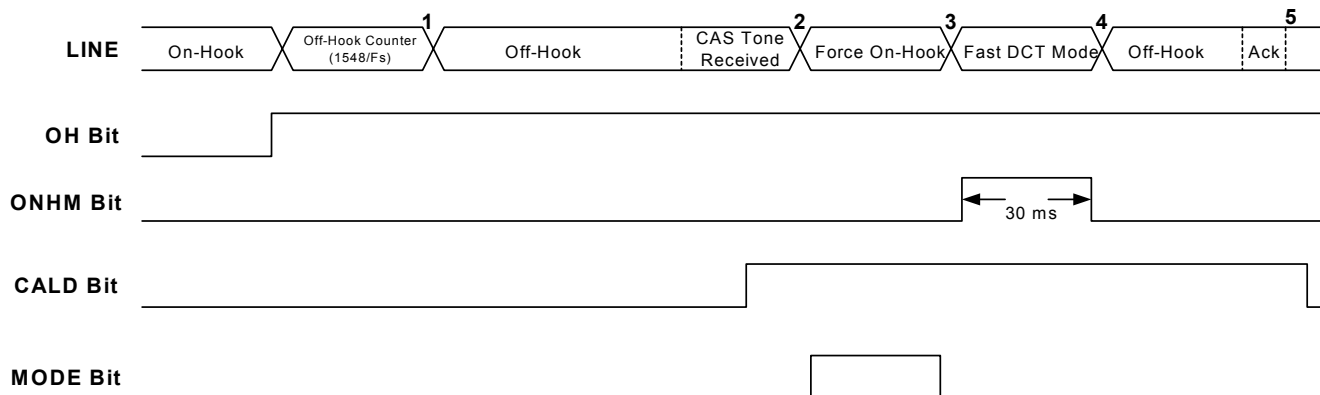 1 2 3 4 5
LINE On-Hook Off-Hook Counter (1548/Fs) Off-Hook CAS Tone Received Force On-Hook Fast DCT Mode Off-Hook Ack
OH Bit
ONHM Bit 30 ms
CALD Bit
MODE Bit